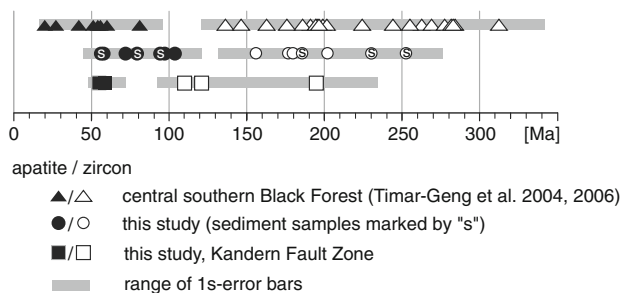 S S S S S S
0 50 100 150 200 250 300 [Ma]
apatite / zircon
▲/△ central southern Black Forest (Timar-Geng et al. 2004, 2006)
●/○ this study (sediment samples marked by "s")
■/□ this study, Kandern Fault Zone
range of 1s-error bars